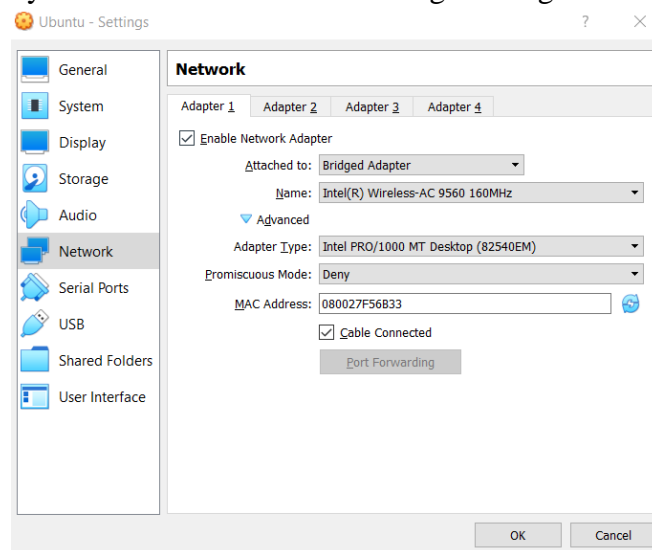 Ubuntu - Settings
?
General
System
Display
Storage
Audio
Network
Serial Ports
USB
Shared Folders
User Interface
Network
Adapter 1 Adapter 2 Adapter 3 Adapter 4
Enable Network Adapter
Attached to: Bridged Adapter
Name: Intel(R) Wireless-AC 9560 160MHz
Advanced
Adapter Type: Intel PRO/1000 MT Desktop (82540EM)
Promiscuous Mode: Deny
MAC Address: 080027F56B33
Cable Connected
Port Forwarding
OK Cancel